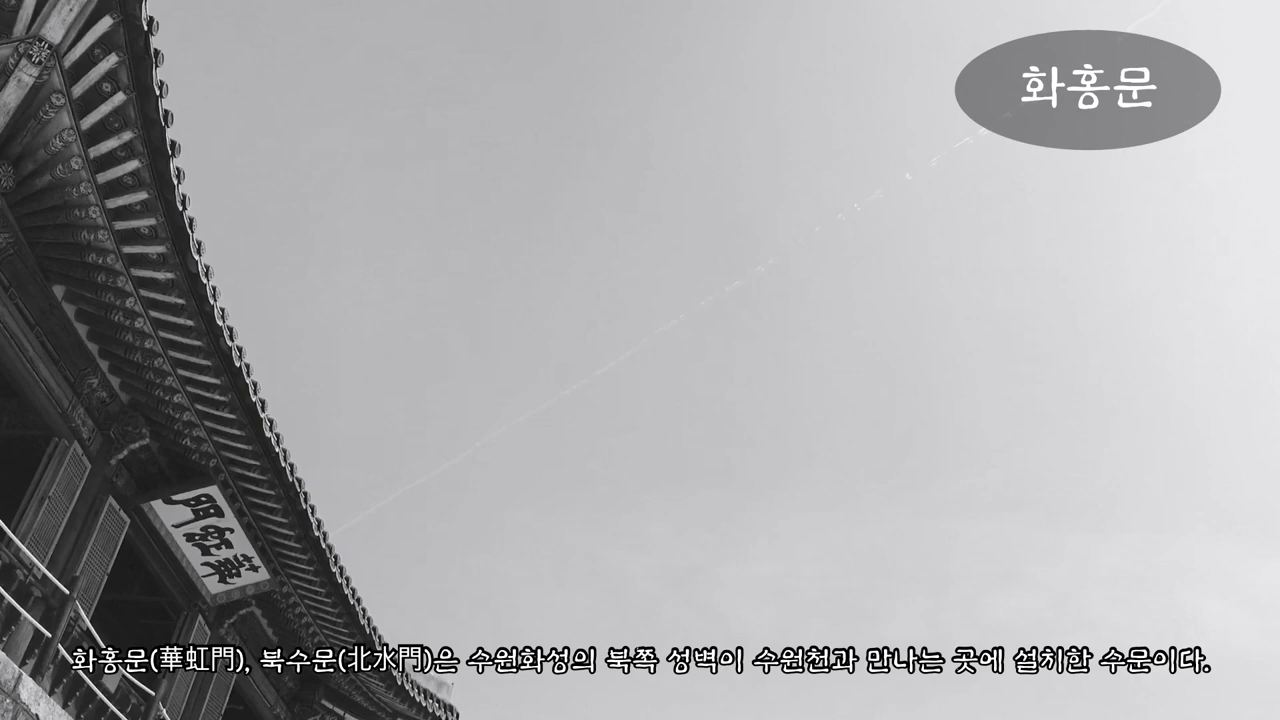 화홍문
門虹華
화홍문(華虹門), 북수문(北水門)은 수원화성의 북쪽 성벽이 수원천과 만나는 곳에 설치한 수문이다.